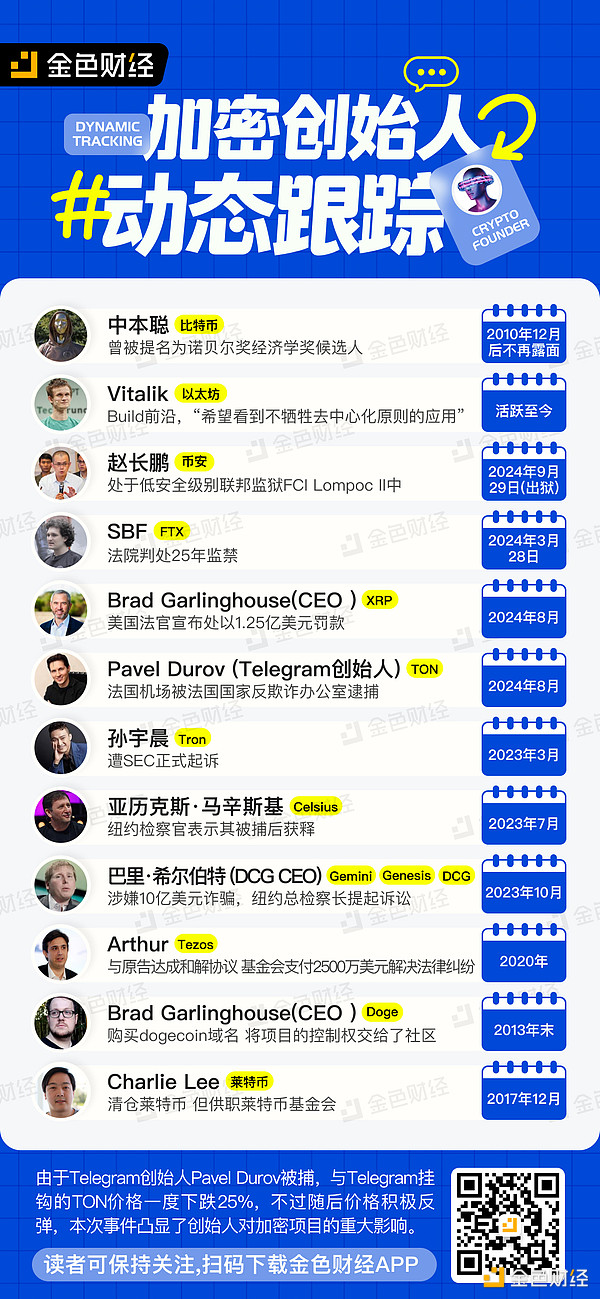 金色财经
DYNAMIC
TRACKING
加密创始人
#动态跟踪
CRYPTO
FOUNDER
中本聪 比特币
曾被提名为诺贝尔奖经济学奖候选人
2010年12月
后不再露面
Vitalik 以太坊
Build前沿，“希望看到不牺牲去中心化原则的应用”
活跃至今
赵长鹏 币安
处于低安全级别联邦监狱FCI Lompoc II中
2024年9月
29日(出狱)
SBF FTX
法院判处25年监禁
2024年3月
28日
Brad Garlinghouse(CEO ) XRP
美国法官宣布处以1.25亿美元罚款
2024年8月
Pavel Durov (Telegram创始人) TON
法国机场被法国国家反欺诈办公室逮捕
2024年8月
孙宇晨 Tron
遭SEC正式起诉
2023年3月
亚历克斯·马辛斯基 Celsius
纽约检察官表示其被捕后获释
2023年7月
巴里·希尔伯特 (DCG CEO) Gemini Genesis DCG
涉嫌10亿美元诈骗，纽约总检察长提起诉讼
2023年10月
Arthur Tezos
与原告达成和解协议 基金会支付2500万美元解决法律纠纷
2020年
Brad Garlinghouse(CEO ) Doge
购买dogecoin域名 将项目的控制权交给了社区
2013年末
Charlie Lee 莱特币
清仓莱特币 但供职莱特币基金会
2017年12月
由于Telegram创始人Pavel Durov被捕，与Telegram挂
钩的TON价格一度下跌25%，不过随后价格积极反
弹，本次事件凸显了创始人对加密项目的重大影响。
读者可保持关注,扫码下载金色财经APP
金色财经